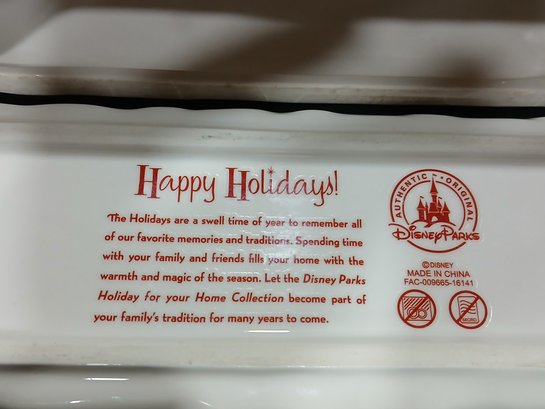 Happy Holidays!
The Holidays are a swell time of year to remember all
of our favorite memories and traditions. Spending time
with your family and friends fills your home with the
warmth and magic of the season. Let the Disney Parks
Holiday for your Home Collection become part of
your family's tradition for many years to come.
AUTHENTIC • ORIGINAL
Disney Parks
©DISNEY
MADE IN CHINA
FAC-009665-16141
MICRO